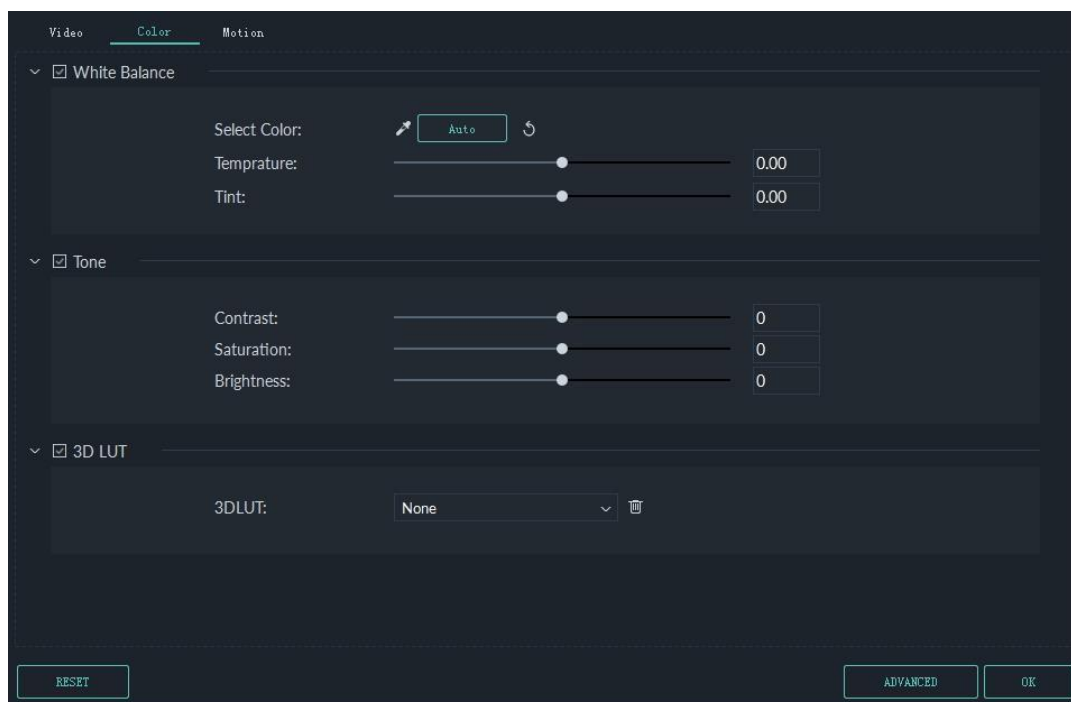 Video Color Motion
White Balance
Select Color: Auto
Temprature: 0.00
Tint: 0.00
Tone
Contrast: 0
Saturation: 0
Brightness: 0
3D LUT
3DLUT: None
RESET ADVANCED OK